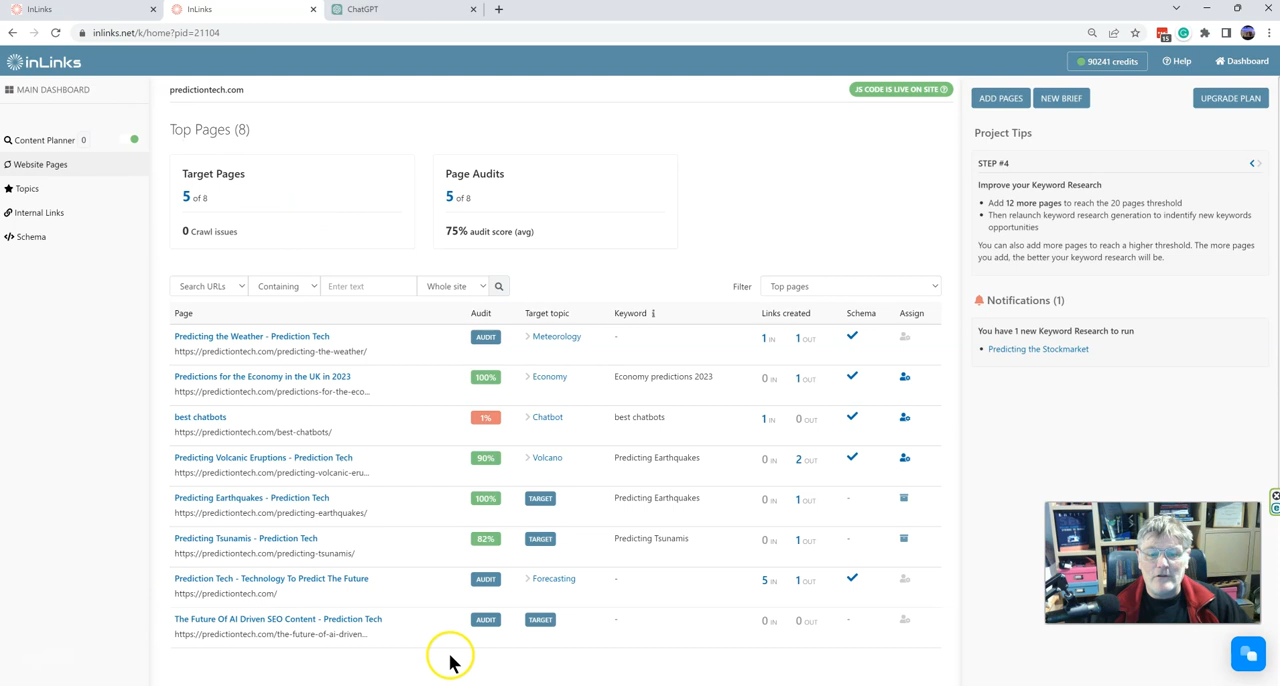 InLinks
InLinks
ChatGPT
inlinks.net/k/home?pid=21104
15
inLinks
90241 credits
Help
Dashboard
MAIN DASHBOARD
Content Planner 0
Website Pages
Topics
Internal Links
Schema
predictiontech.com
JS CODE IS LIVE ON SITE
Top Pages (8)
Target Pages
5 of 8
0 Crawl issues
Page Audits
5 of 8
75% audit score (avg)
Search URLs
Containing
Enter text
Whole site
Filter
Top pages
Page Audit Target topic Keyword Links created Schema Assign
Predicting the Weather - Prediction Tech AUDIT > Meteorology - 1 IN 1 OUT
https://predictiontech.com/predicting-the-weather/
Predictions for the Economy in the UK in 2023 100% > Economy Economy predictions 2023 0 IN 1 OUT
https://predictiontech.com/predictions-for-the-eco...
best chatbots 1% > Chatbot best chatbots 1 IN 0 OUT
https://predictiontech.com/best-chatbots/
Predicting Volcanic Eruptions - Prediction Tech 90% > Volcano Predicting Earthquakes 0 IN 2 OUT
https://predictiontech.com/predicting-volcanic-eru...
Predicting Earthquakes - Prediction Tech 100% TARGET Predicting Earthquakes 0 IN 1 OUT -
https://predictiontech.com/predicting-earthquakes/
Predicting Tsunamis - Prediction Tech 82% TARGET Predicting Tsunamis 0 IN 1 OUT -
https://predictiontech.com/predicting-tsunamis/
Prediction Tech - Technology To Predict The Future AUDIT > Forecasting - 5 IN 1 OUT
https://predictiontech.com/
The Future Of AI Driven SEO Content - Prediction Tech AUDIT TARGET - 0 IN 0 OUT -
https://predictiontech.com/the-future-of-ai-driven...
ADD PAGES
NEW BRIEF
UPGRADE PLAN
Project Tips
STEP #4
Improve your Keyword Research
• Add 12 more pages to reach the 20 pages threshold
• Then relaunch keyword research generation to indentify new keywords
opportunities
You can also add more pages to reach a higher threshold. The more pages
you add, the better your keyword research will be.
Notifications (1)
You have 1 new Keyword Research to run
• Predicting the Stockmarket